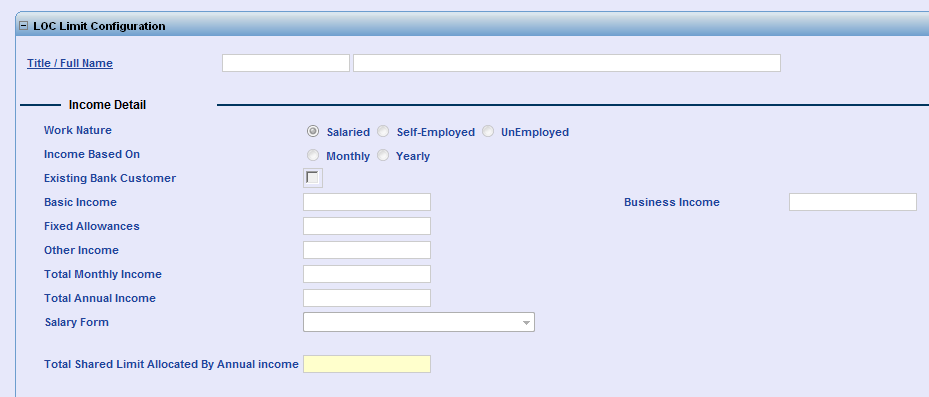 LOC Limit Configuration
Title / Full Name
Income Detail
Work Nature Salaried Self-Employed UnEmployed
Income Based On Monthly Yearly
Existing Bank Customer
Basic Income Business Income
Fixed Allowances
Other Income
Total Monthly Income
Total Annual Income
Salary Form
Total Shared Limit Allocated By Annual income